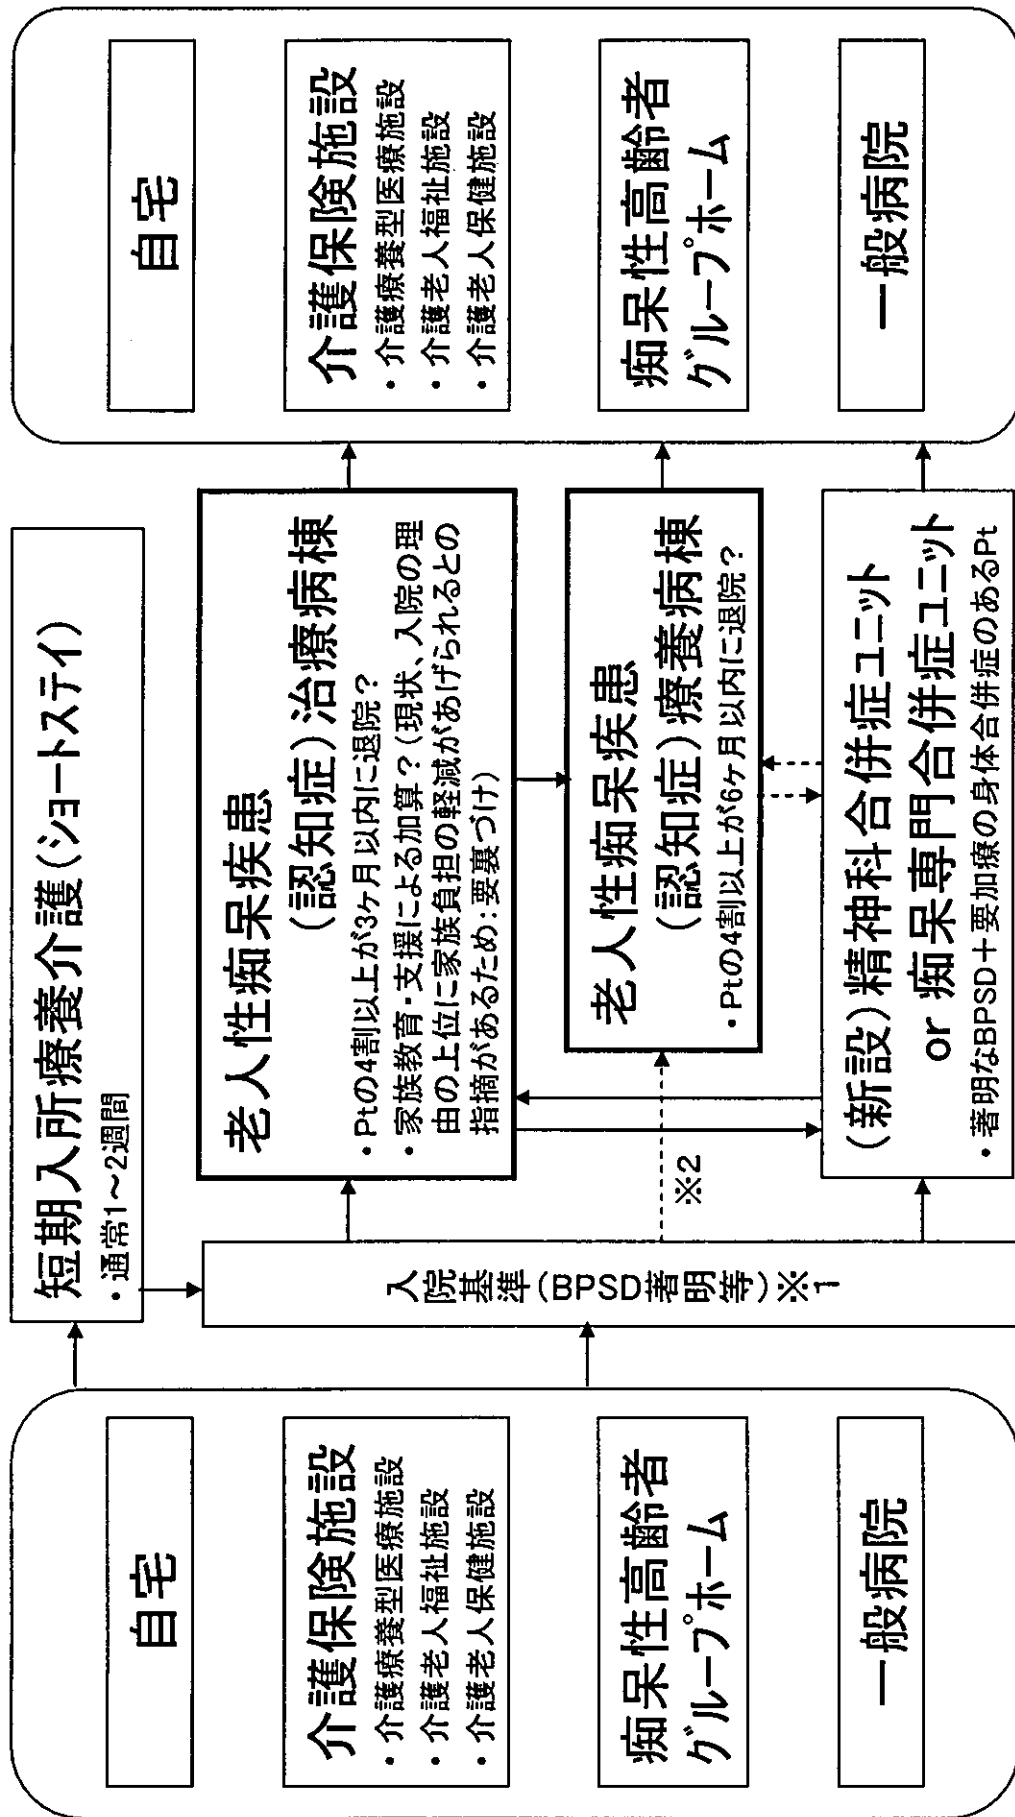 自宅
介護保険施設
・介護療養型医療施設
・介護老人福祉施設
・介護老人保健施設
痴呆性高齢者
グループホーム
一般病院
短期入所療養介護(ショートステイ)
・通常1~2週間
入院基準(BPSD著明等)※1
老人性痴呆疾患
(認知症)治療病棟
・Ptの4割以上が3ヶ月以内に退院?
・家族教育・支援による加算?(現状、入院の理
由の上位に家族負担の軽減があげられるとの
指摘があるため:要裏づけ)
※2
老人性痴呆疾患
(認知症)療養病棟
・Ptの4割以上が6ヶ月以内に退院?
(新設)精神科合併症ユニット
or 痴呆専門合併症ユニット
・著明なBPSD+要加療の身体合併症のあるPt
自宅
介護保険施設
・介護療養型医療施設
・介護老人福祉施設
・介護老人保健施設
痴呆性高齢者
グループホーム
一般病院